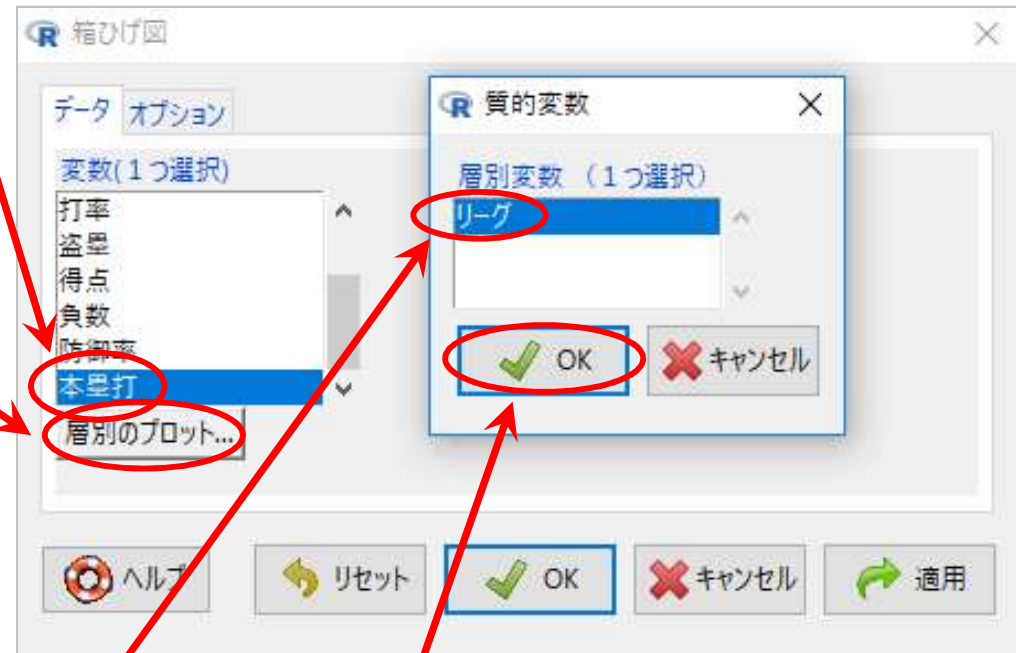 箱ひげ図
データ オプション
変数(1つ選択)
打率
盗塁
得点
負数
防御率
本塁打
層別のプロット...
質的変数
層別変数 (1つ選択)
リーグ
OK キャンセル
ヘルプ リセット OK キャンセル 適用